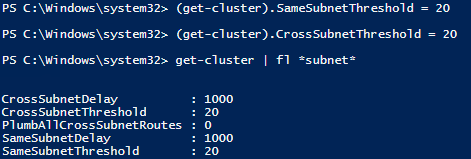 PS C:\Windows\system32> (get-cluster).SameSubnetThreshold = 20
PS C:\Windows\system32> (get-cluster).CrossSubnetThreshold = 20
PS C:\Windows\system32> get-cluster | fl *subnet*
CrossSubnetDelay : 1000
CrossSubnetThreshold : 20
PlumbAllCrossSubnetRoutes : 0
SameSubnetDelay : 1000
SameSubnetThreshold : 20